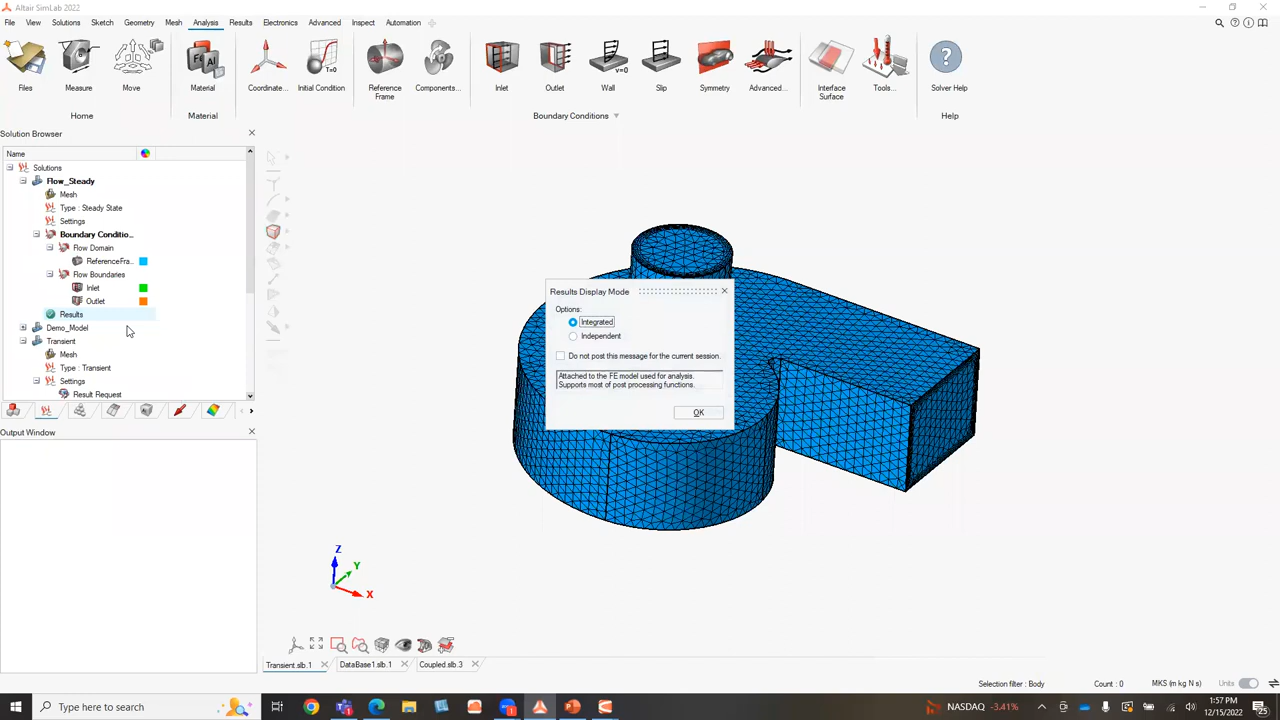 Altair SimLab 2022
File View Solutions Sketch Geometry Mesh Analysis Results Electronics Advanced Inspect Automation
Files Measure Move Material Coordinate... Initial Condition Reference Frame Components... Inlet Outlet Wall Slip Symmetry Advanced... Interface Surface Tools... Solver Help
T=0
Fe Al
v=0
Home Material Boundary Conditions Help
Solution Browser
Name
Solutions
Flow_Steady
Mesh
Type : Steady State
Settings
Boundary Conditio...
Flow Domain
ReferenceFra...
Flow Boundaries
Inlet
Outlet
Results
Demo_Model
Transient
Mesh
Type : Transient
Settings
Result Request
Output Window
Results Display Mode
Options:
Integrated
Independent
Do not post this message for the current session.
Attached to the FE model used for analysis.
Supports most of post processing functions.
OK
Z
Y
X
Transient.slb.1 DataBase1.slb.1 Coupled.slb.3
Selection filter : Body Count : 0 MKS (m kg N s) Units
Type here to search
NASDAQ -3.41%
1:57 PM
12/15/2022